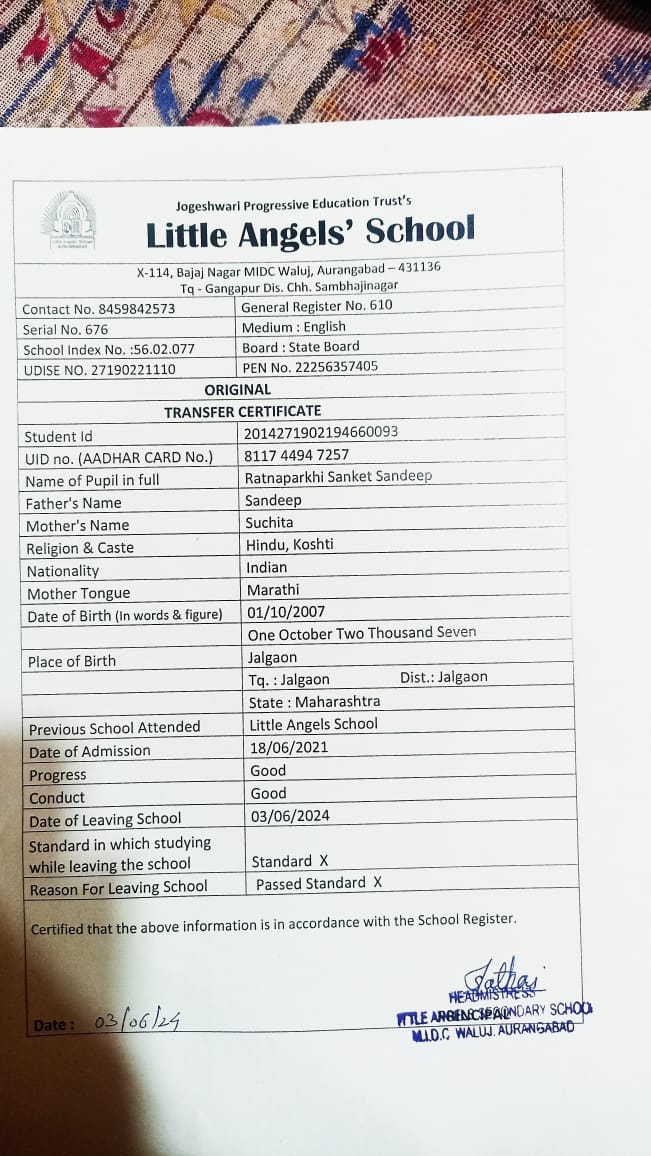 Jogeshwari Progressive Education Trust's
Little Angels' School
X-114, Bajaj Nagar MIDC Waluj, Aurangabad – 431136
Tq - Gangapur Dis. Chh. Sambhajinagar
Contact No. 8459842573 General Register No. 610
Serial No. 676 Medium : English
School Index No. :56.02.077 Board : State Board
UDISE NO. 27190221110 PEN No. 22256357405
ORIGINAL
TRANSFER CERTIFICATE
Student Id 2014271902194660093
UID no. (AADHAR CARD No.) 8117 4494 7257
Name of Pupil in full Ratnaparkhi Sanket Sandeep
Father's Name Sandeep
Mother's Name Suchita
Religion & Caste Hindu, Koshti
Nationality Indian
Mother Tongue Marathi
Date of Birth (In words & figure) 01/10/2007
One October Two Thousand Seven
Place of Birth Jalgaon
Tq. : Jalgaon Dist.: Jalgaon
State : Maharashtra
Previous School Attended Little Angels School
Date of Admission 18/06/2021
Progress Good
Conduct Good
Date of Leaving School 03/06/2024
Standard in which studying
while leaving the school Standard X
Reason For Leaving School Passed Standard X
Certified that the above information is in accordance with the School Register.
HEADMISTRESS
Date : 03/06/24
SECONDARY SCHOOL
M.I.D.C. WALUJ. AURANGABAD